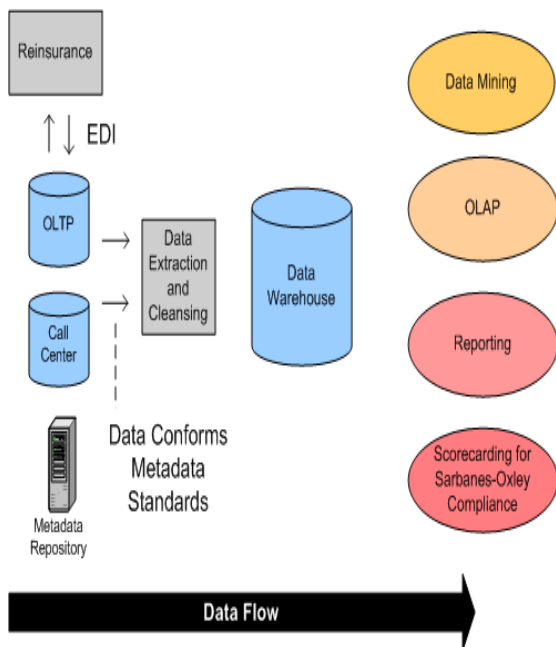 Reinsurance
EDI
OLTP
Call
Center
Metadata
Repository
Data
Extraction
and
Cleansing
Data Conforms
Metadata
Standards
Data
Warehouse
Data Mining
OLAP
Reporting
Scorecarding for
Sarbanes-Oxley
Compliance
Data Flow